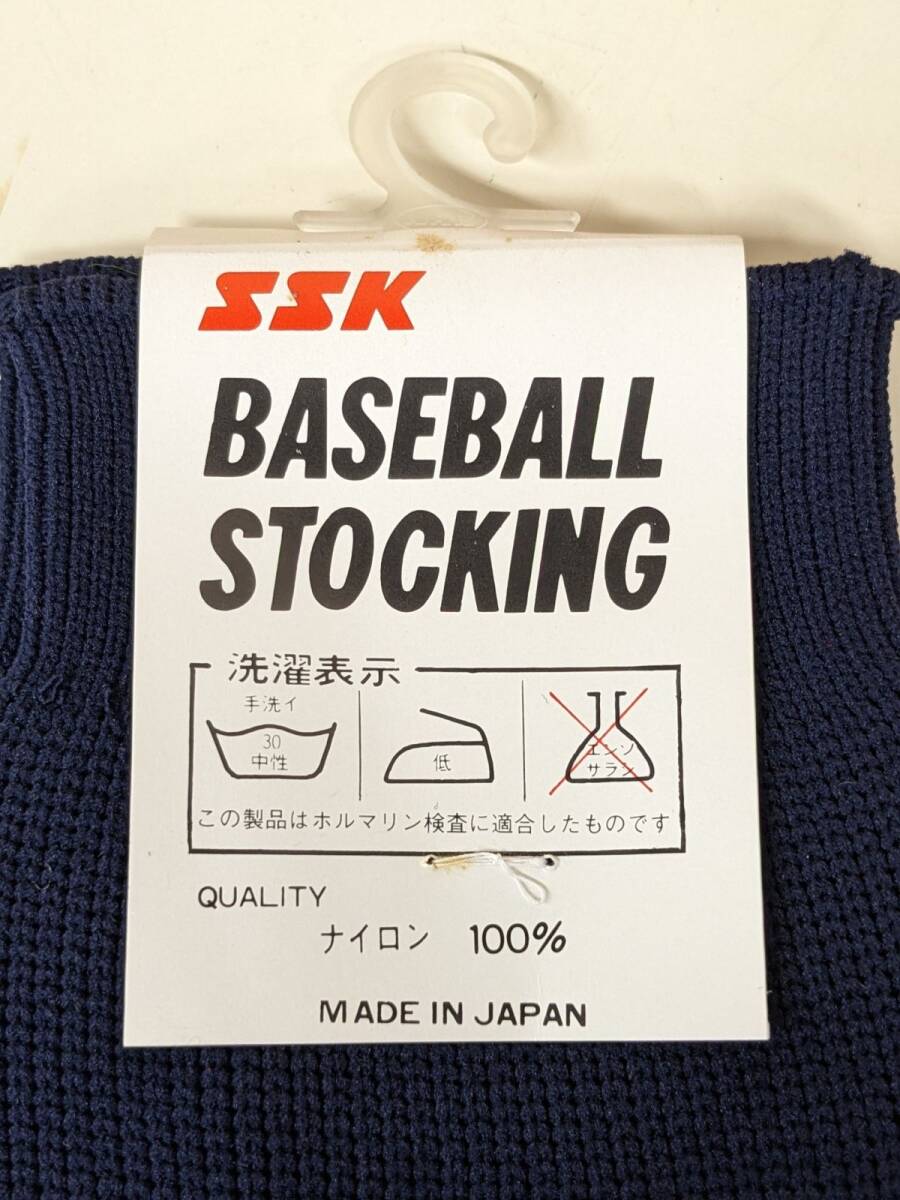 SSK
BASEBALL
STOCKING
洗濯表示
手洗イ
30
中性
低
エンソ
サラシ
この製品はホルマリン検査に適合したものです
QUALITY
ナイロン 100%
MADE IN JAPAN